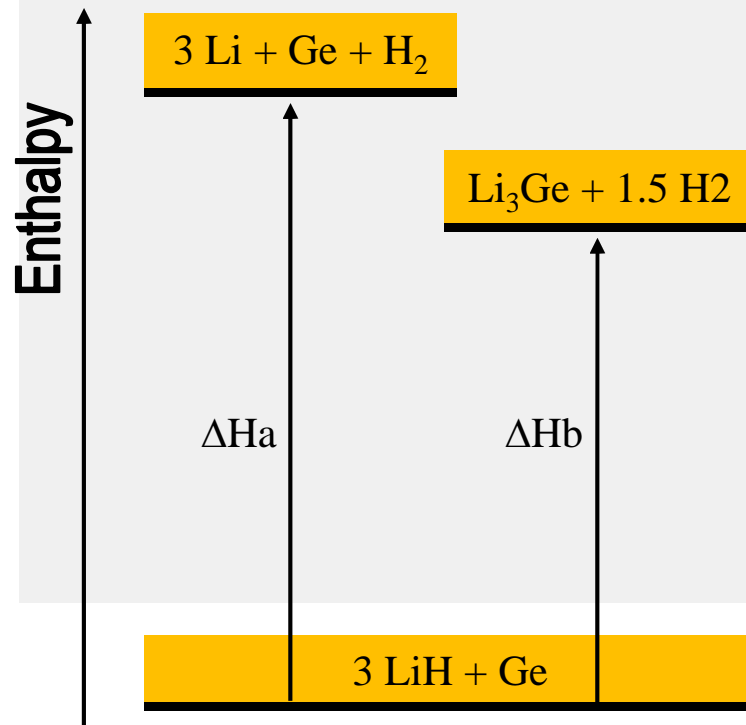 Enthalpy
3 Li + Ge + H₂
Li₃Ge + 1.5 H2
ΔHa
ΔHb
3 LiH + Ge